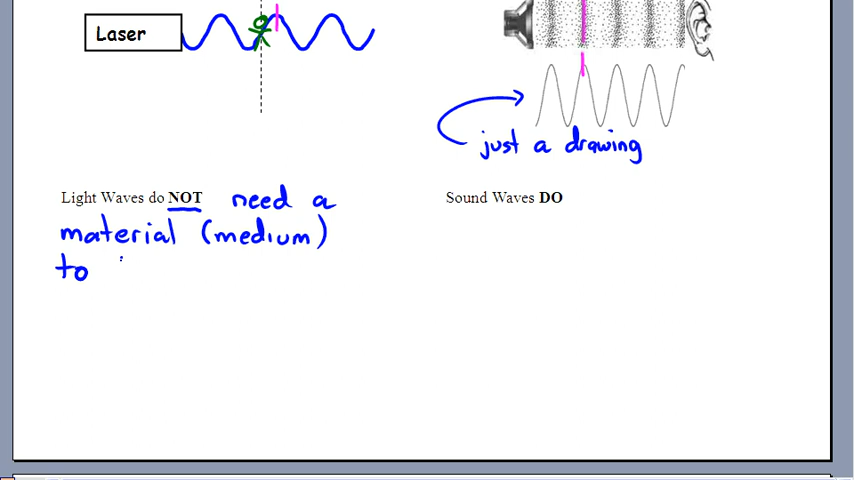 Laser
just a drawing
Light Waves do NOT need a
material (medium)
to
Sound Waves DO